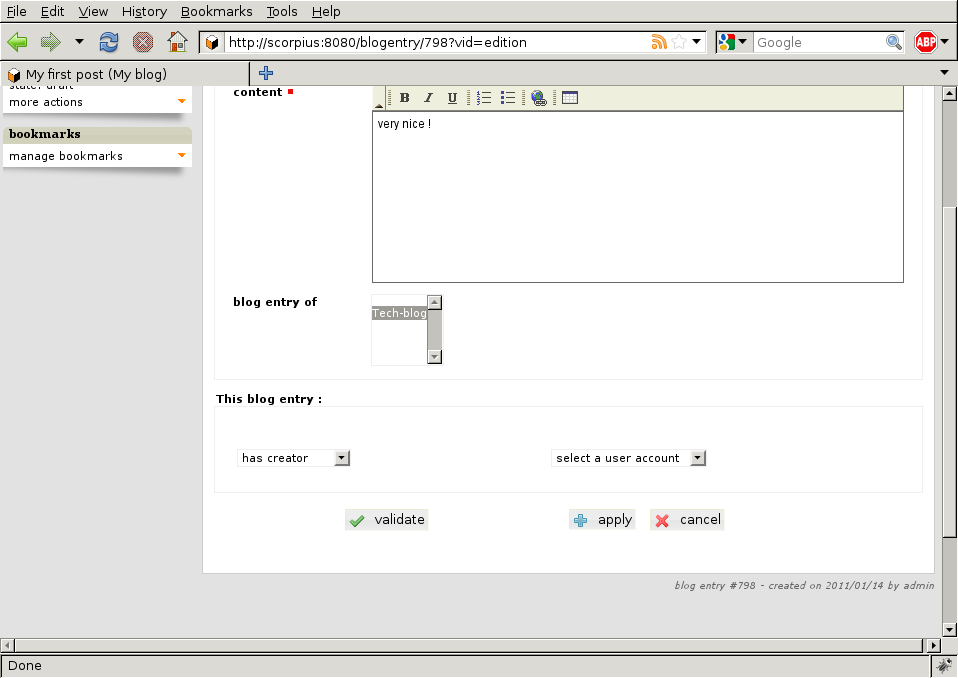 File Edit View History Bookmarks Tools Help
http://scorpius:8080/blogentry/798?vid=edition
Google
ABP
My first post (My blog)
state: draft
more actions
bookmarks
manage bookmarks
content
B I U
very nice !
blog entry of
Tech-blog
This blog entry :
has creator
select a user account
validate
apply
cancel
blog entry #798 - created on 2011/01/14 by admin
Done